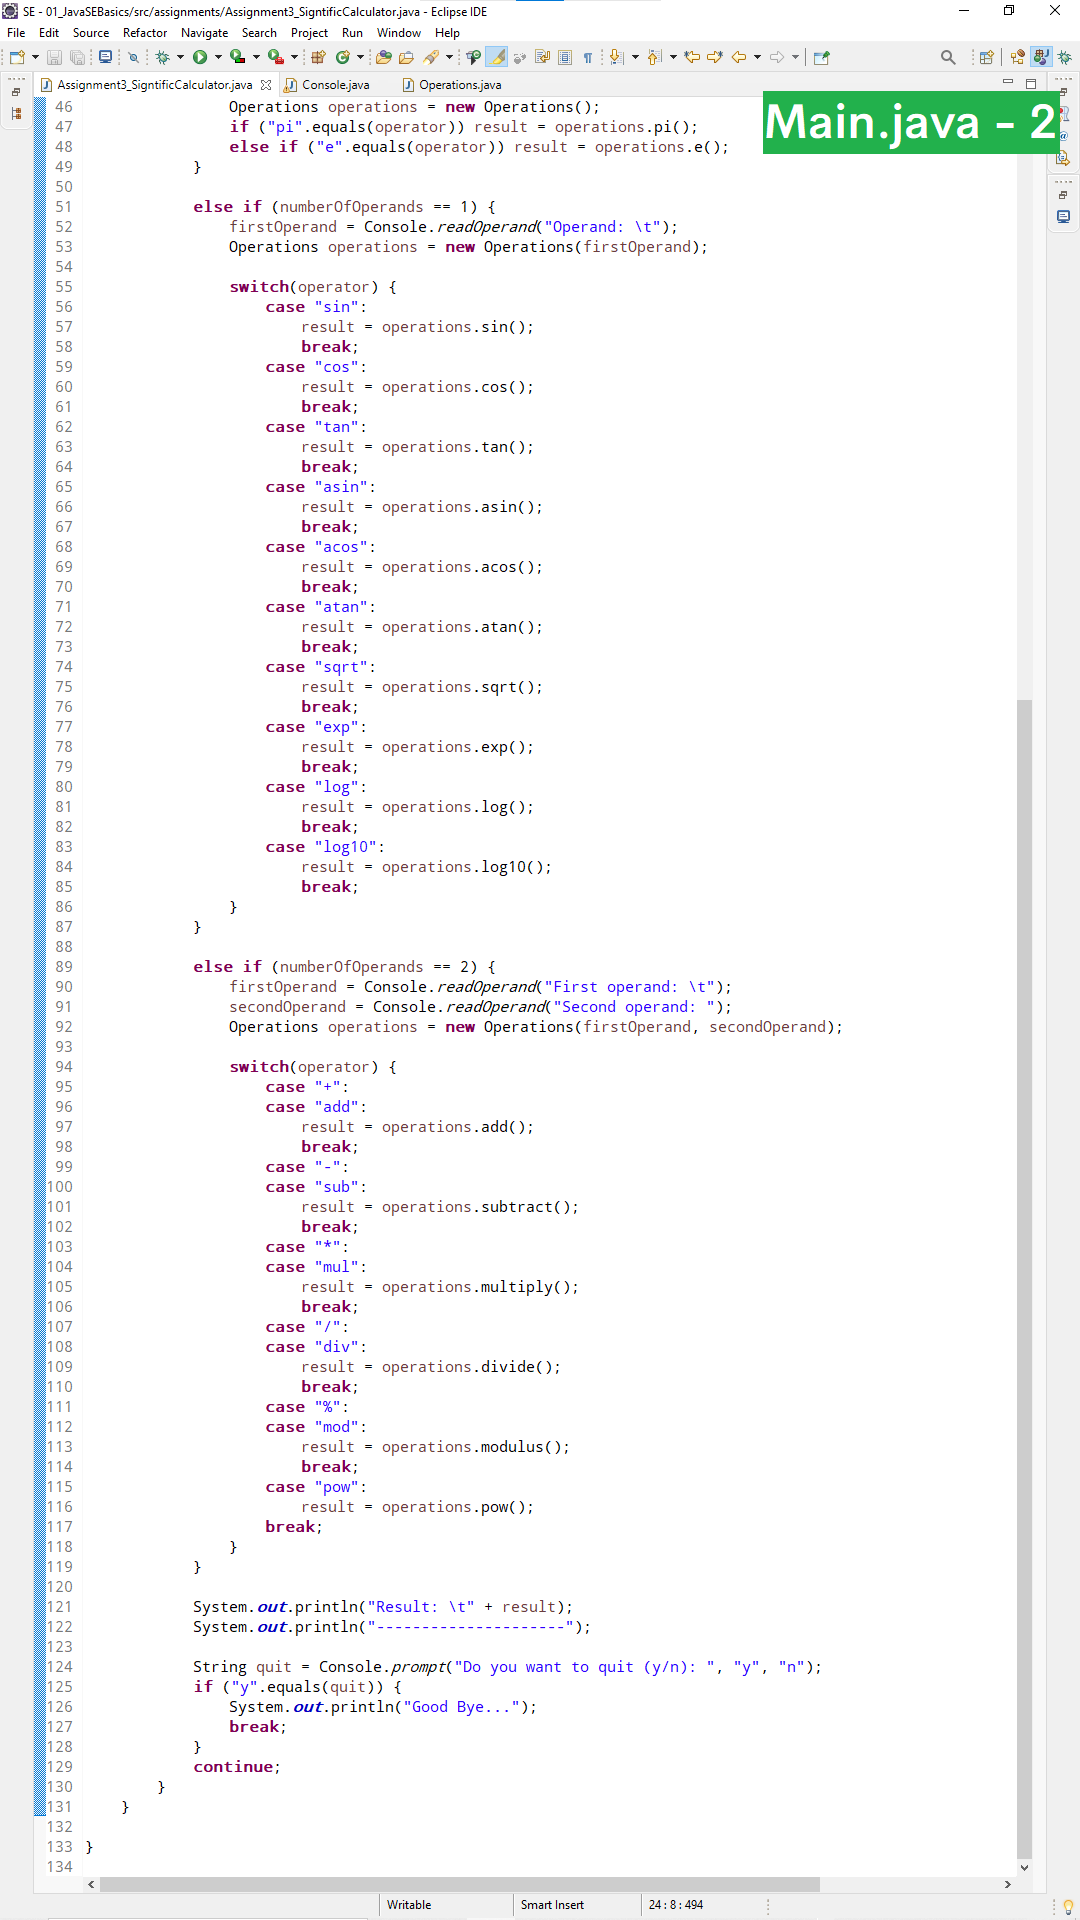 SE - 01_JavaSEBasics/src/assignments/Assignment3_SigntificCalculator.java - Eclipse IDE
File Edit Source Refactor Navigate Search Project Run Window Help
Assignment3_SigntificCalculator.java Console.java Operations.java
Main.java - 2
46 Operations operations = new Operations();
47 if ("pi".equals(operator)) result = operations.pi();
48 else if ("e".equals(operator)) result = operations.e();
49 }
50
51 else if (numberOfOperands == 1) {
52 firstOperand = Console.readOperand("Operand: \t");
53 Operations operations = new Operations(firstOperand);
54
55 switch(operator) {
56 case "sin":
57 result = operations.sin();
58 break;
59 case "cos":
60 result = operations.cos();
61 break;
62 case "tan":
63 result = operations.tan();
64 break;
65 case "asin":
66 result = operations.asin();
67 break;
68 case "acos":
69 result = operations.acos();
70 break;
71 case "atan":
72 result = operations.atan();
73 break;
74 case "sqrt":
75 result = operations.sqrt();
76 break;
77 case "exp":
78 result = operations.exp();
79 break;
80 case "log":
81 result = operations.log();
82 break;
83 case "log10":
84 result = operations.log10();
85 break;
86 }
87 }
88
89 else if (numberOfOperands == 2) {
90 firstOperand = Console.readOperand("First operand: \t");
91 secondOperand = Console.readOperand("Second operand: ");
92 Operations operations = new Operations(firstOperand, secondOperand);
93
94 switch(operator) {
95 case "+":
96 case "add":
97 result = operations.add();
98 break;
99 case "-":
100 case "sub":
101 result = operations.subtract();
102 break;
103 case "*":
104 case "mul":
105 result = operations.multiply();
106 break;
107 case "/":
108 case "div":
109 result = operations.divide();
110 break;
111 case "%":
112 case "mod":
113 result = operations.modulus();
114 break;
115 case "pow":
116 result = operations.pow();
117 break;
118 }
119 }
120
121 System.out.println("Result: \t" + result);
122 System.out.println("---------------------");
123
124 String quit = Console.prompt("Do you want to quit (y/n): ", "y", "n");
125 if ("y".equals(quit)) {
126 System.out.println("Good Bye...");
127 break;
128 }
129 continue;
130 }
131 }
132
133 }
134
Writable Smart Insert 24 : 8 : 494